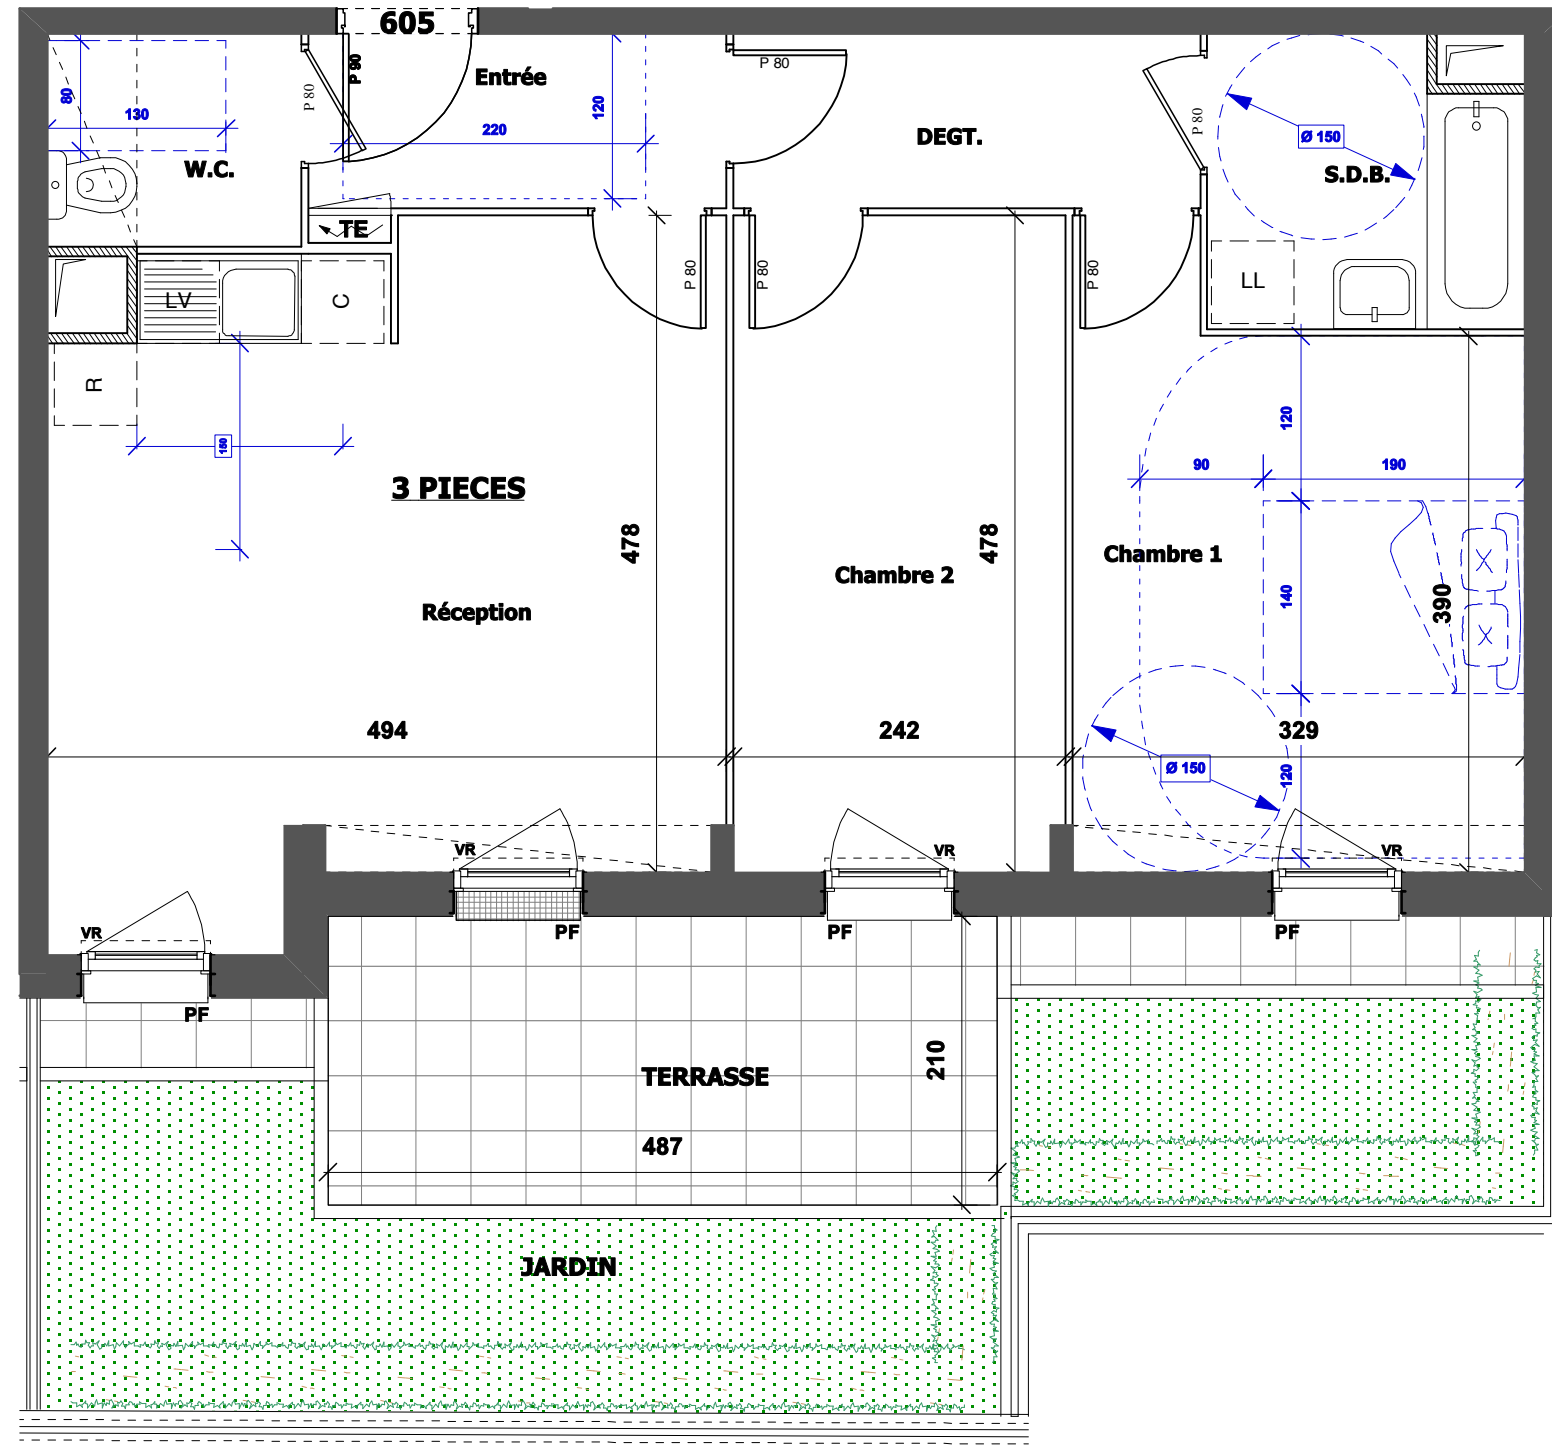 605
P 90
Entrée
P 80
P 80
80
130
120
220
DEGT.
P 80
Ø 150
W.C.
S.D.B.
TE
P 80
P 80
P 80
LV
C
LL
R
150
120
90
190
3 PIECES
478
478
Chambre 2
Chambre 1
140
390
Réception
494
242
329
Ø 150
120
VR
VR
VR
VR
PF
PF
PF
PF
210
TERRASSE
487
JARDIN